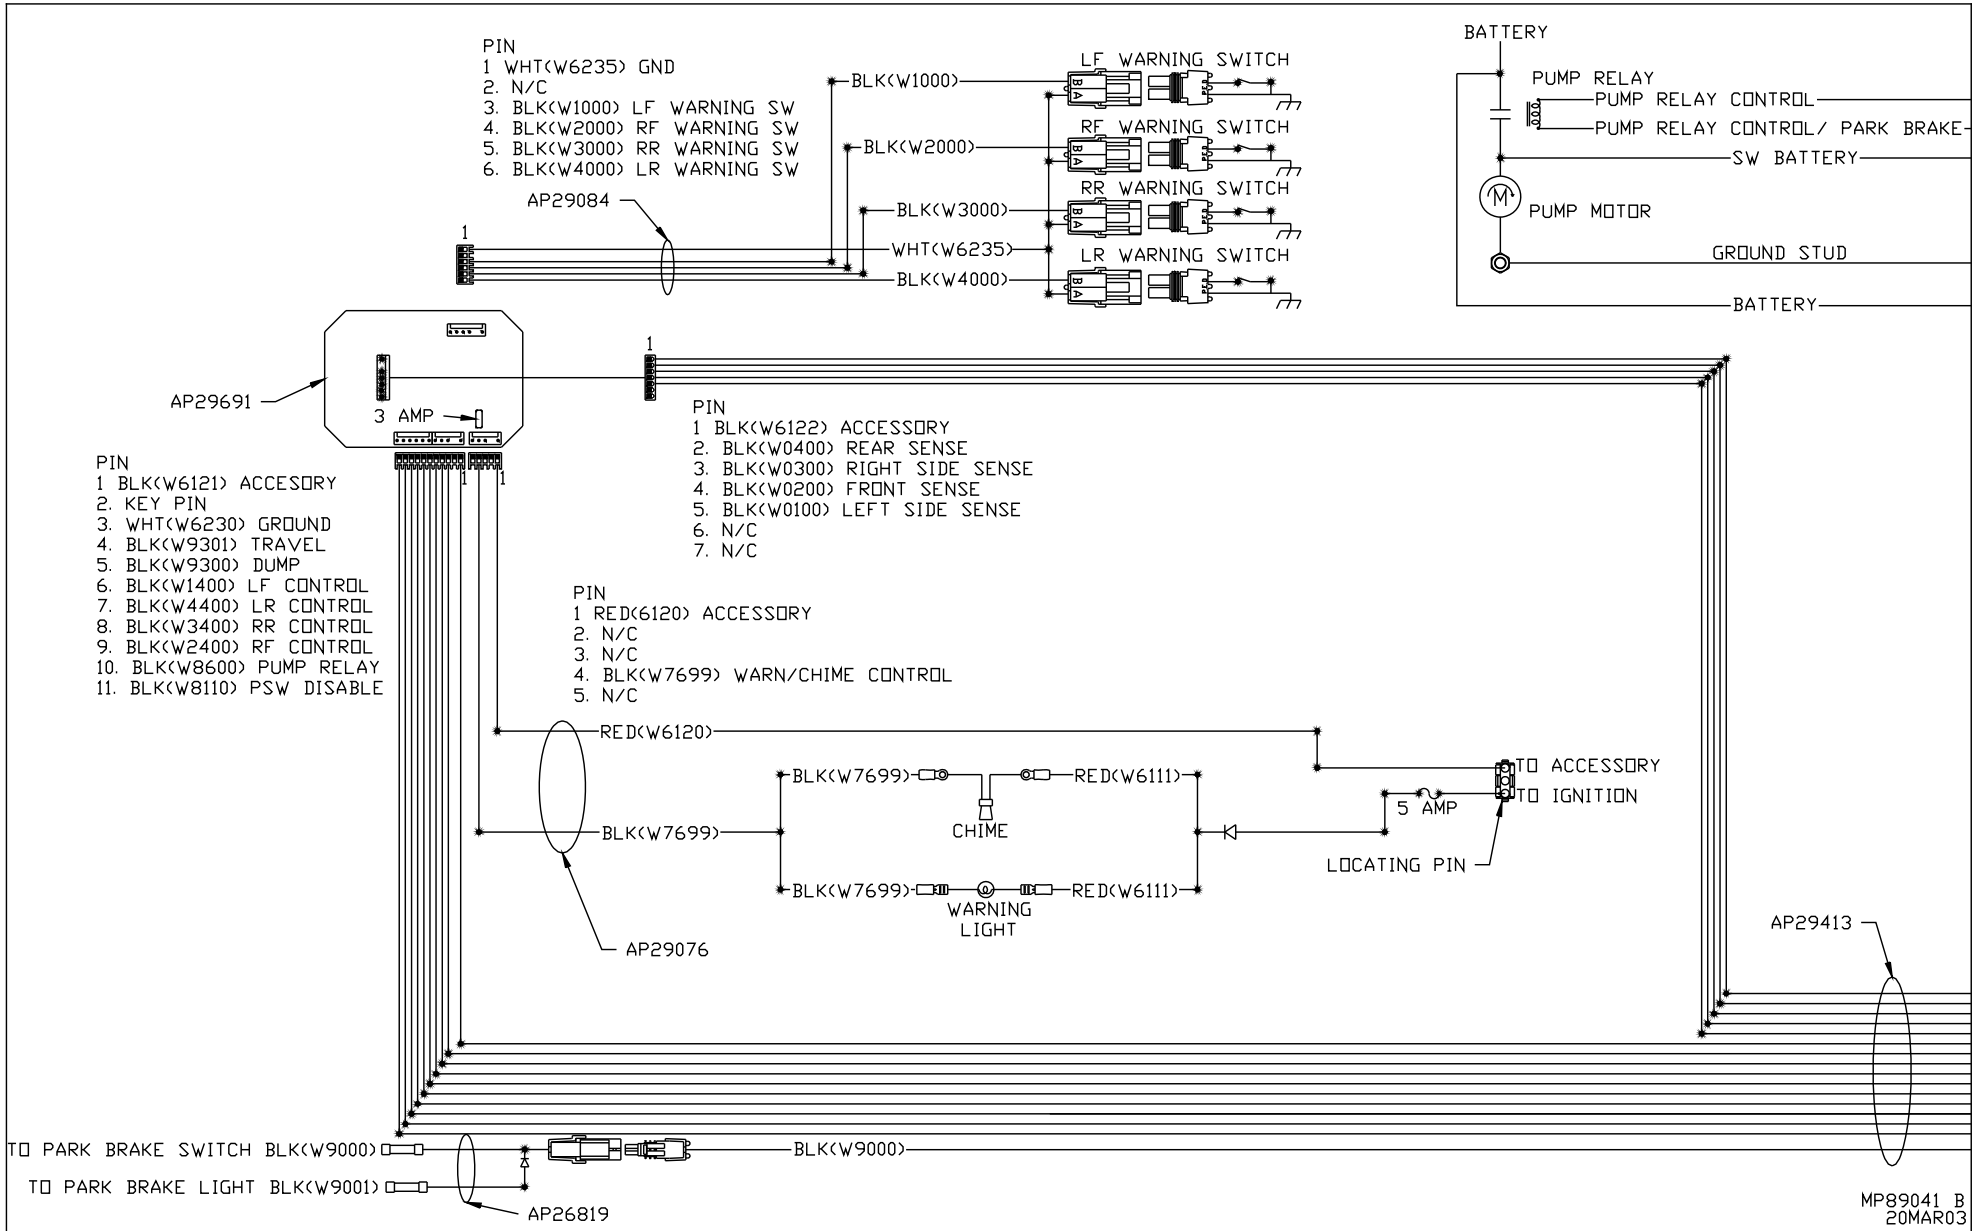 PIN
1 WHT(W6235) GND
2. N/C
3. BLK(W1000) LF WARNING SW
4. BLK(W2000) RF WARNING SW
5. BLK(W3000) RR WARNING SW
6. BLK(W4000) LR WARNING SW
AP29084
1
BLK(W1000)
BLK(W2000)
BLK(W3000)
WHT(W6235)
BLK(W4000)
LF WARNING SWITCH
B
A
RF WARNING SWITCH
B
A
RR WARNING SWITCH
B
A
LR WARNING SWITCH
B
A
BATTERY
PUMP RELAY
PUMP RELAY CONTROL
PUMP RELAY CONTROL/ PARK BRAKE
SW BATTERY
M
PUMP MOTOR
GROUND STUD
BATTERY
AP29691
3 AMP
1
1
1
PIN
1 BLK(W6122) ACCESSORY
2. BLK(W0400) REAR SENSE
3. BLK(W0300) RIGHT SIDE SENSE
4. BLK(W0200) FRONT SENSE
5. BLK(W0100) LEFT SIDE SENSE
6. N/C
7. N/C
PIN
1 BLK(W6121) ACCESORY
2. KEY PIN
3. WHT(W6230) GROUND
4. BLK(W9301) TRAVEL
5. BLK(W9300) DUMP
6. BLK(W1400) LF CONTROL
7. BLK(W4400) LR CONTROL
8. BLK(W3400) RR CONTROL
9. BLK(W2400) RF CONTROL
10. BLK(W8600) PUMP RELAY
11. BLK(W8110) PSW DISABLE
PIN
1 RED(6120) ACCESSORY
2. N/C
3. N/C
4. BLK(W7699) WARN/CHIME CONTROL
5. N/C
RED(W6120)
BLK(W7699)
BLK(W7699)
RED(W6111)
CHIME
BLK(W7699)
RED(W6111)
WARNING
LIGHT
TO ACCESSORY
TO IGNITION
5 AMP
LOCATING PIN
AP29076
AP29413
TO PARK BRAKE SWITCH BLK(W9000)
BLK(W9000)
TO PARK BRAKE LIGHT BLK(W9001)
AP26819
MP89041 B
20MAR03